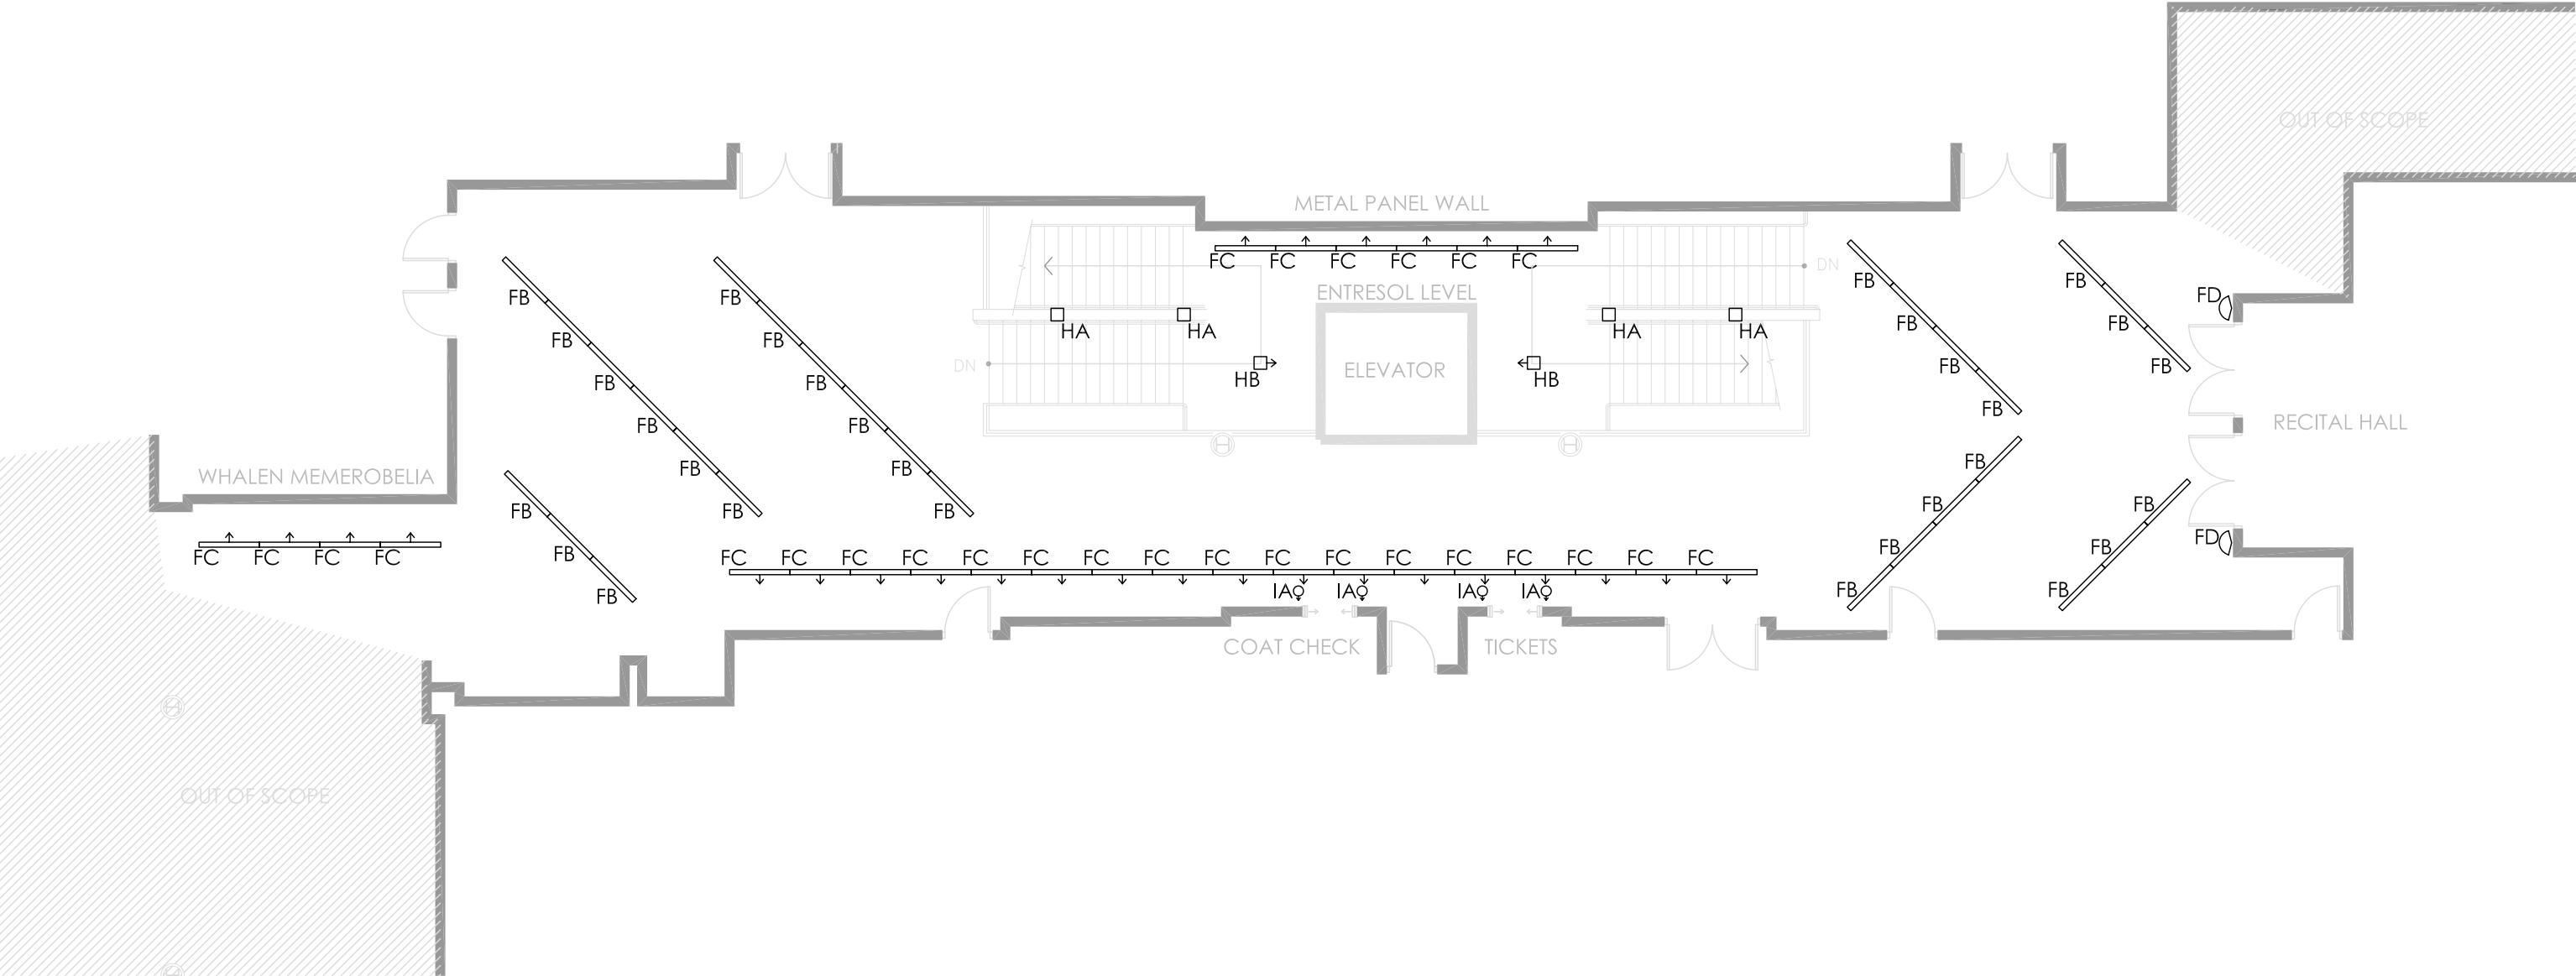 OUT OF SCOPE
METAL PANEL WALL
FC FC FC FC FC FC
DN
ENTRESOL LEVEL
FB FB FB FB FD
HA HA HA HA
FB FB FB FB
DN
ELEVATOR
HB HB
FB FB FB FB
FB FB FB
RECITAL HALL
FB FB
WHALEN MEMEROBELIA
FB FB FB
FB FB FB FB FB
FD
FC FC FC FC
FB FB FB
FC FC FC FC FC FC FC FC FC FC FC FC FC FC FC FC FC
FB IA IA IA IA FB FB
COAT CHECK
TICKETS
OUT OF SCOPE